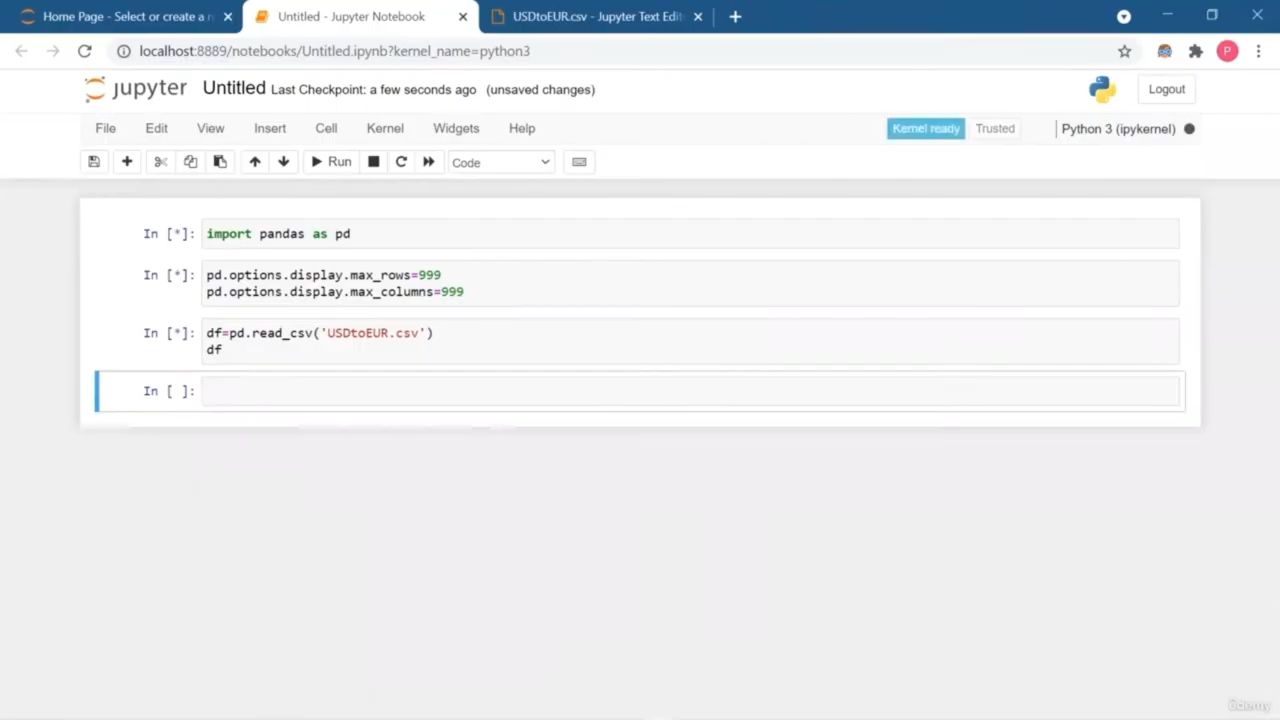 Home Page - Select or create a n
Untitled - Jupyter Notebook
USDtoEUR.csv - Jupyter Text Edit
localhost:8889/notebooks/Untitled.ipynb?kernel_name=python3
P
jupyter Untitled Last Checkpoint: a few seconds ago (unsaved changes)
Logout
File Edit View Insert Cell Kernel Widgets Help
Kernel ready Trusted Python 3 (ipykernel)
Run Code
In [*]: import pandas as pd
In [*]: pd.options.display.max_rows=999
pd.options.display.max_columns=999
In [*]: df=pd.read_csv('USDtoEUR.csv')
df
In [ ]:
Udemy